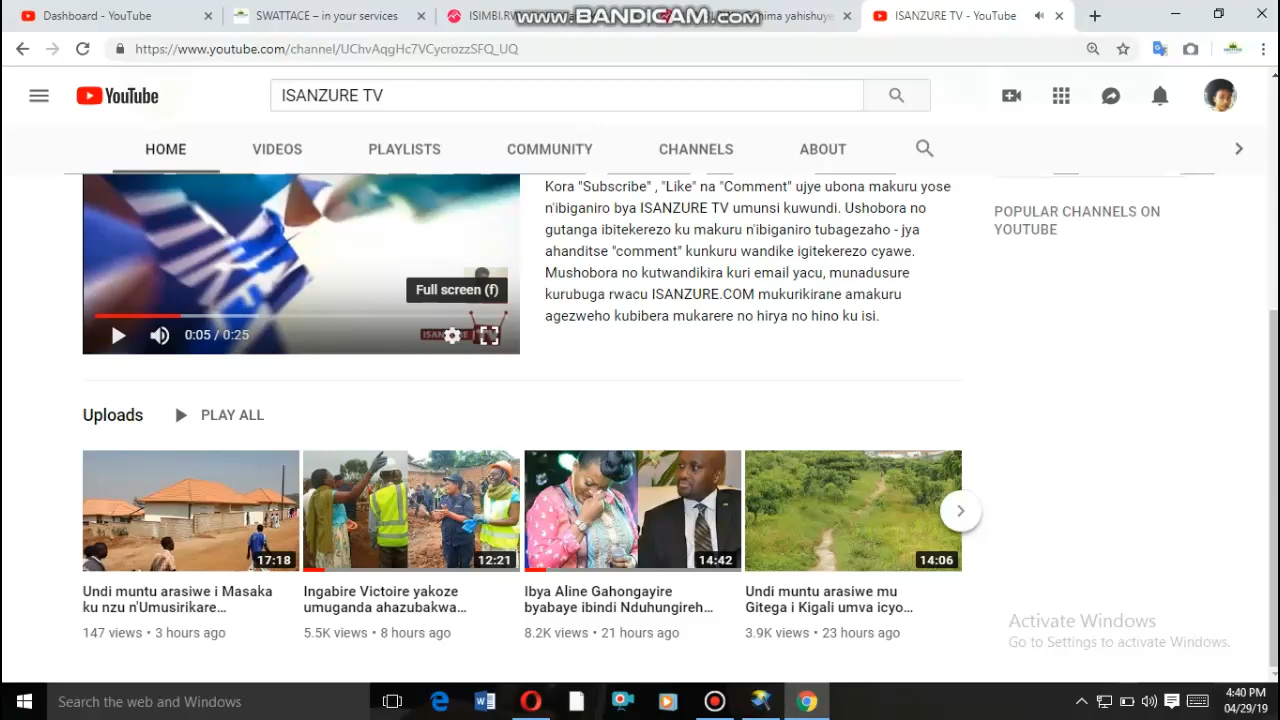 Dashboard - YouTube
SWATTACE – in your services
ISIMBI.RW
www.BANDICAM.com
hima yahishuye
ISANZURE TV - YouTube
https://www.youtube.com/channel/UChvAqgHc7VCycrozzSFQ_UQ
YouTube
ISANZURE TV
HOME
VIDEOS
PLAYLISTS
COMMUNITY
CHANNELS
ABOUT
Kora "Subscribe" , "Like" na "Comment" ujye ubona makuru yose
n'ibiganiro bya ISANZURE TV umunsi kuwundi. Ushobora no
gutanga ibitekerezo ku makuru n'ibiganiro tubagezaho - jya
ahanditse "comment" kunkuru wandike igitekerezo cyawe.
Mushobora no kutwandikira kuri email yacu, munadusure
kurubuga rwacu ISANZURE.COM mukurikirane amakuru
agezweho kubibera mukarere no hirya no hino ku isi.
POPULAR CHANNELS ON
YOUTUBE
Full screen (f)
0:05 / 0:25
Uploads
PLAY ALL
17:18
12:21
14:42
14:06
Undi muntu arasiwe i Masaka
ku nzu n'Umusirikare...
147 views • 3 hours ago
Ingabire Victoire yakoze
umuganda ahazubakwa...
5.5K views • 8 hours ago
Ibya Aline Gahongayire
byabaye ibindi Nduhungireh...
8.2K views • 21 hours ago
Undi muntu arasiwe mu
Gitega i Kigali umva icyo...
3.9K views • 23 hours ago
Activate Windows
Go to Settings to activate Windows.
Search the web and Windows
4:40 PM
04/29/19